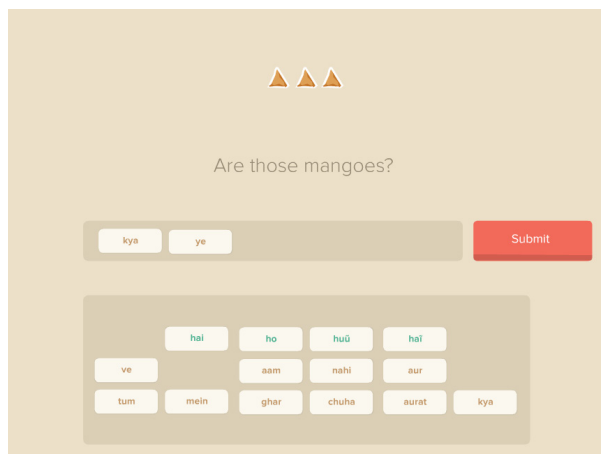 Are those mangoes?
kya ye Submit
hai ho huũ haĩ
ve aam nahi aur
tum mein ghar chuha aurat kya